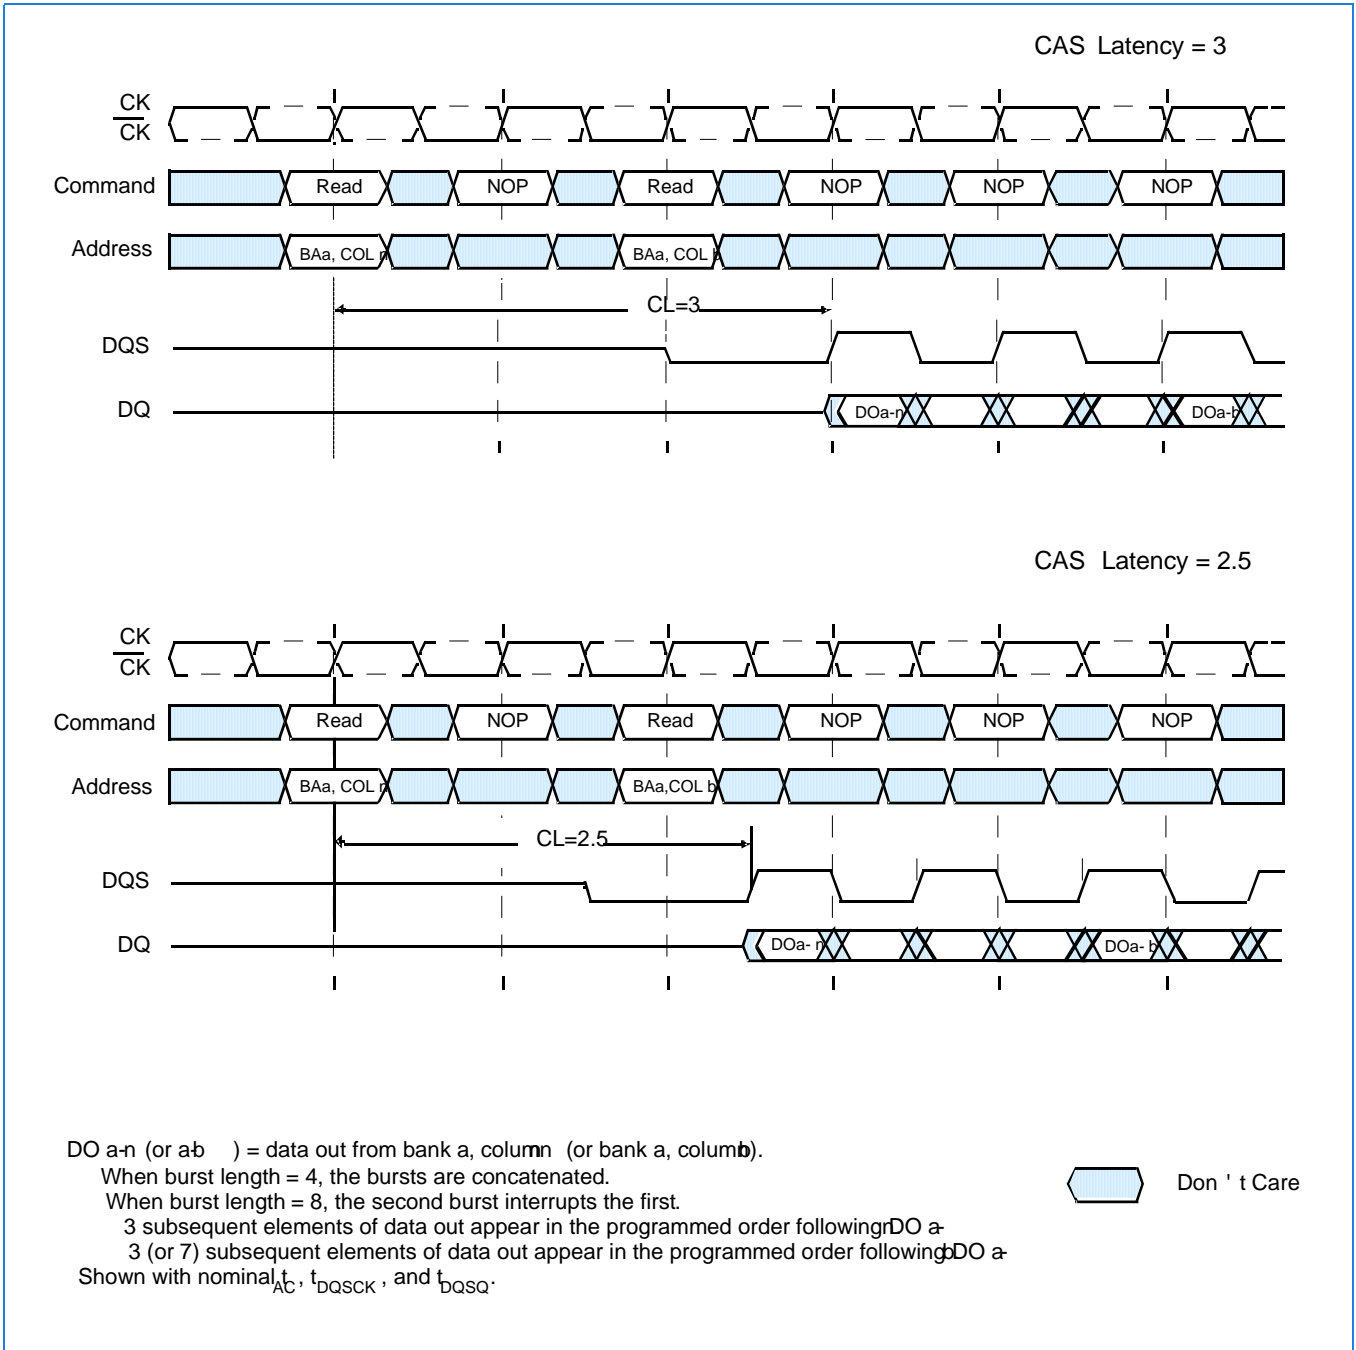 CAS Latency = 3
CK
CK
Command Read NOP Read NOP NOP NOP
Address BAa, COL n BAa, COL b
CL=3
DQS
DQ DOa-n DOa-b
CAS Latency = 2.5
CK
CK
Command Read NOP Read NOP NOP NOP
Address BAa, COL n BAa,COL b
CL=2.5
DQS
DQ DOa- n DOa- b
DO a-n (or a-b ) = data out from bank a, column n (or bank a, column b).
When burst length = 4, the bursts are concatenated.
When burst length = 8, the second burst interrupts the first.
3 subsequent elements of data out appear in the programmed order following DO a-n
3 (or 7) subsequent elements of data out appear in the programmed order following DO a-b
Shown with nominal tAC , tDQSCK , and tDQSQ.
Don ' t Care